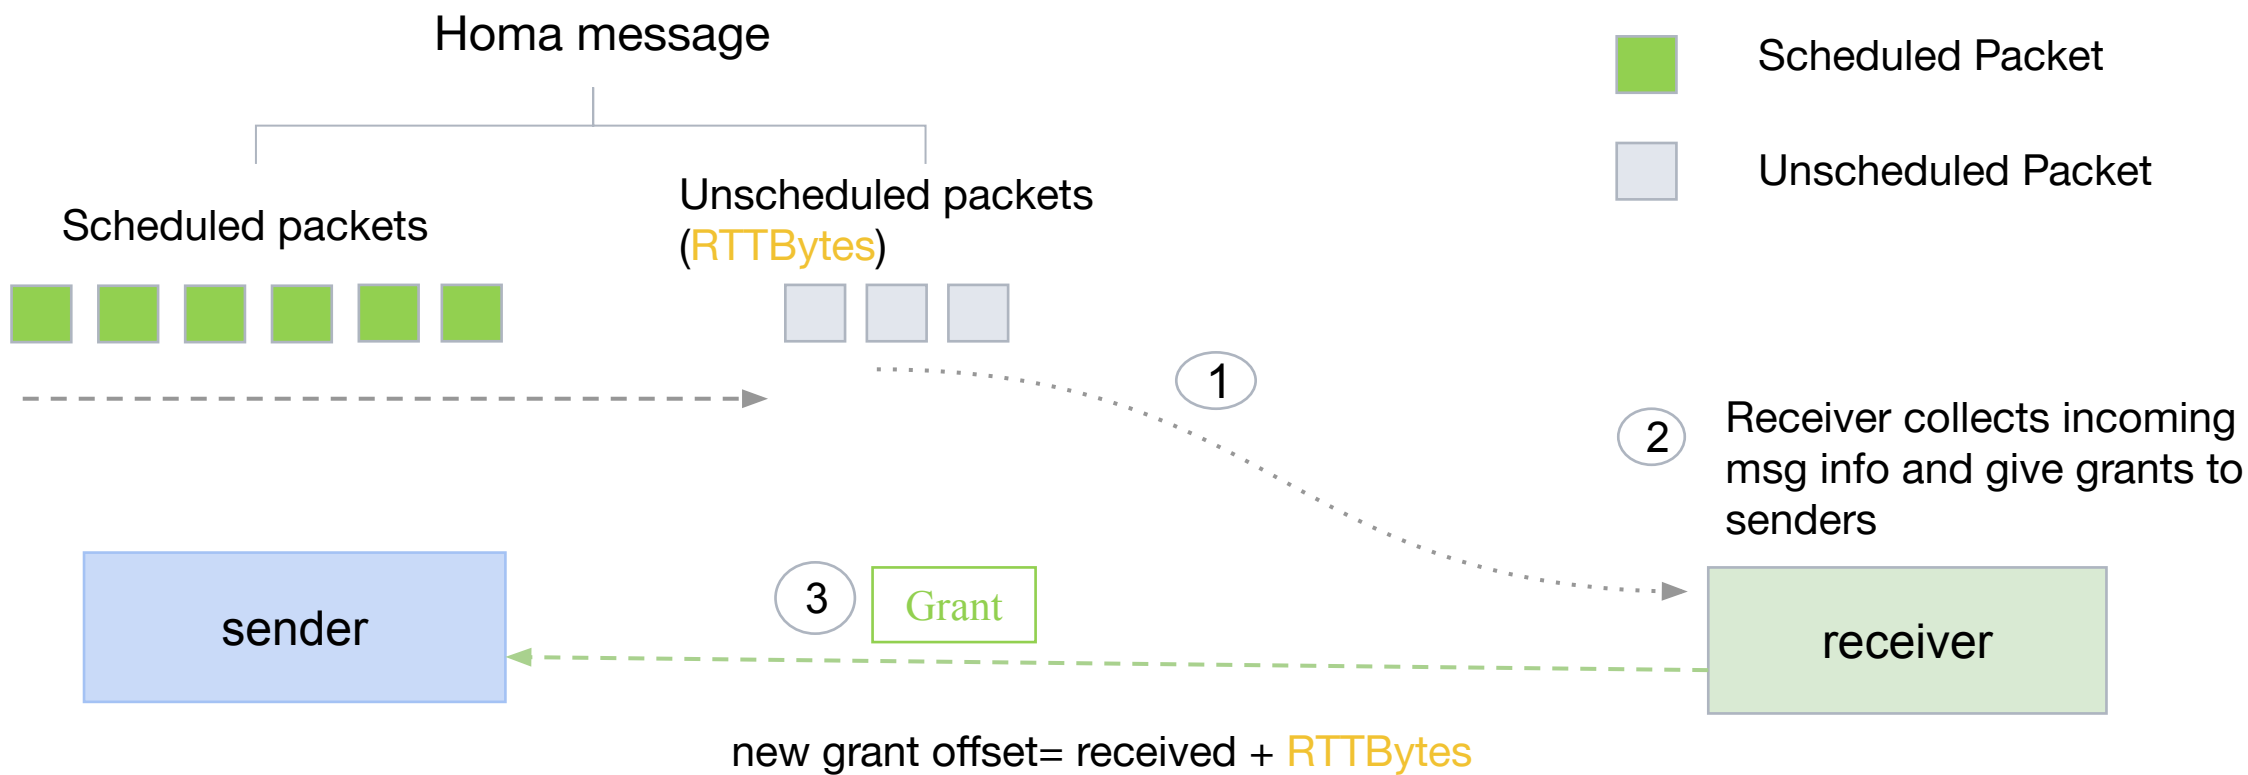 Homa message
Scheduled Packet
Unscheduled Packet
Scheduled packets
Unscheduled packets
(RTTBytes)
1
2
Receiver collects incoming
msg info and give grants to
senders
sender
3
Grant
receiver
new grant offset= received + RTTBytes